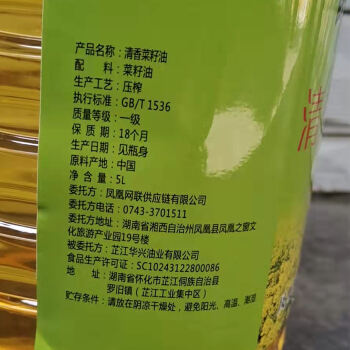 产品名称：清香菜籽油
配　　料：菜籽油
生产工艺：压榨
执行标准：GB/T 1536
质量等级：一级
保 质 期：18个月
生产日期：见瓶身
原料产地：中国
净 含 量：5L
委托方：凤凰网联供应链有限公司
委托方电话：0743-3701511
委托方地址：湖南省湘西自治州凤凰县凤凰之窗文
化旅游产业园19号楼
被委托方：芷江华兴油业有限公司
食品生产许可证：SC10243122800086
地址：湖南省怀化市芷江侗族自治县
罗旧镇（芷江工业集中区）
贮存条件：请放在阴凉干燥处，避免阳光、高温、潮湿
清